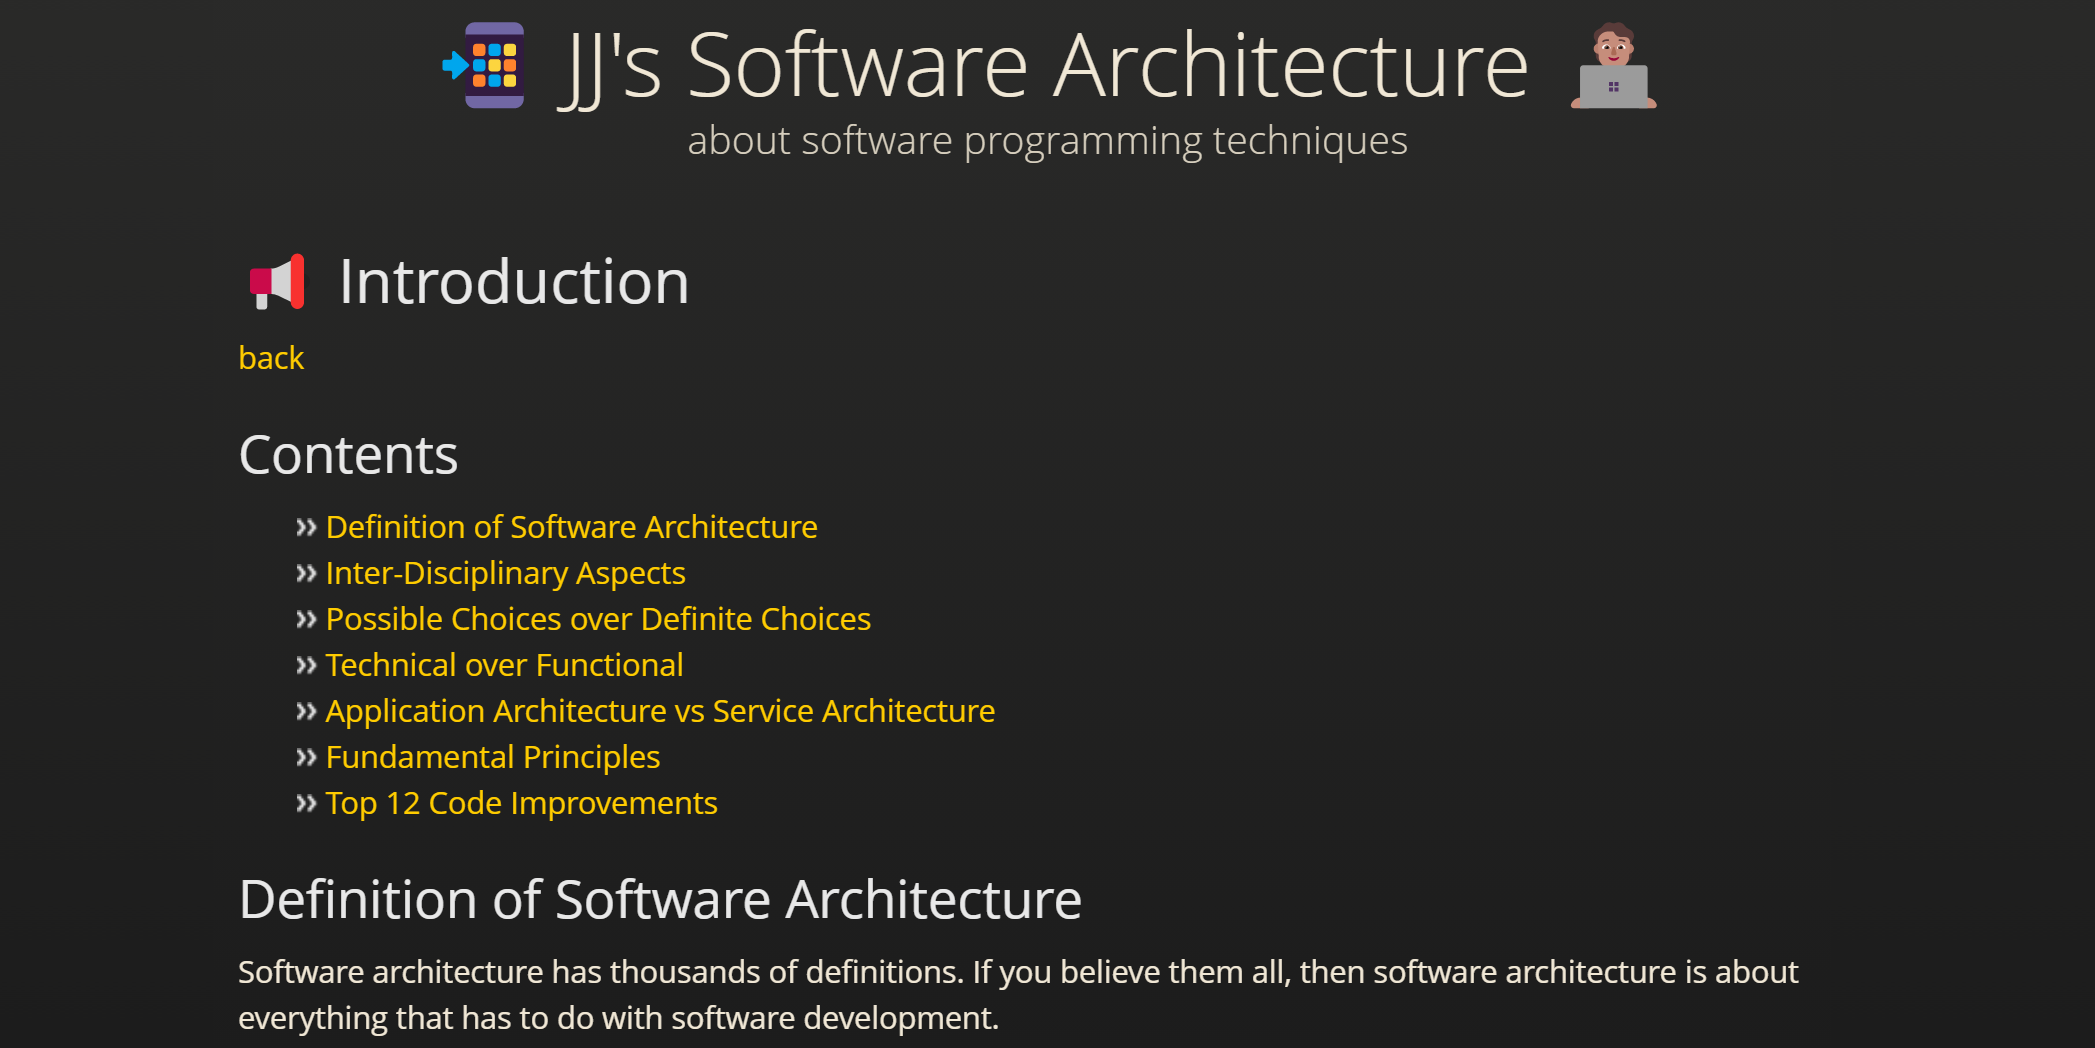 JJ's Software Architecture
about software programming techniques
Introduction
back
Contents
Definition of Software Architecture
Inter-Disciplinary Aspects
Possible Choices over Definite Choices
Technical over Functional
Application Architecture vs Service Architecture
Fundamental Principles
Top 12 Code Improvements
Definition of Software Architecture
Software architecture has thousands of definitions. If you believe them all, then software architecture is about
everything that has to do with software development.